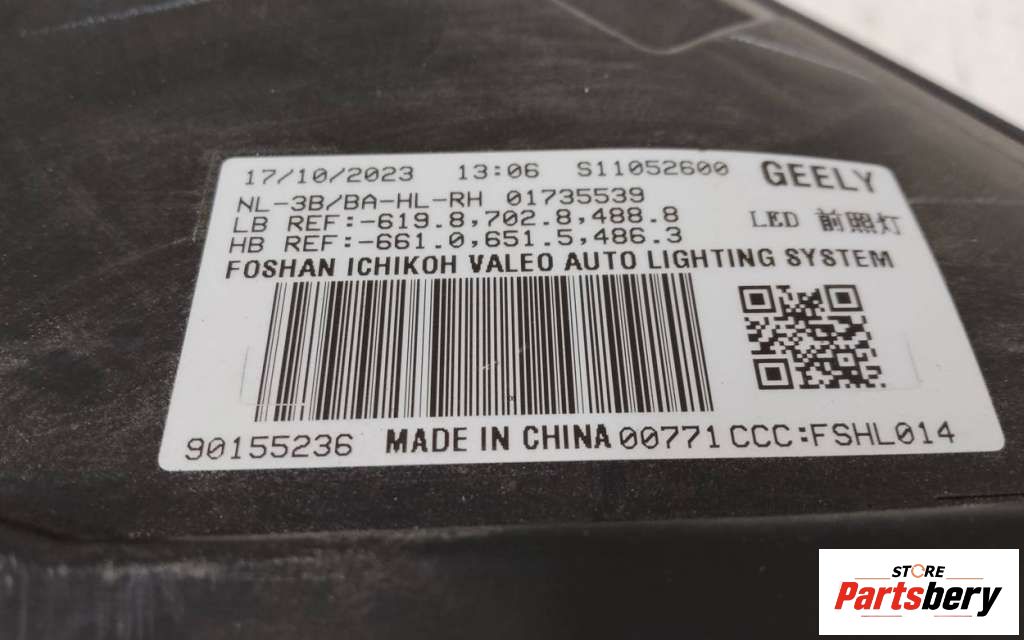 17/10/2023 13:06 S11052600 GEELY
NL-3B/BA-HL-RH 01735539
LB REF:-619.8,702.8,488.8
LED 前照灯
HB REF:-661.0,651.5,486.3
FOSHAN ICHIKOH VALEO AUTO LIGHTING SYSTEM
90155236 MADE IN CHINA 00771 CCC:FSHL014
STORE
Partsbery